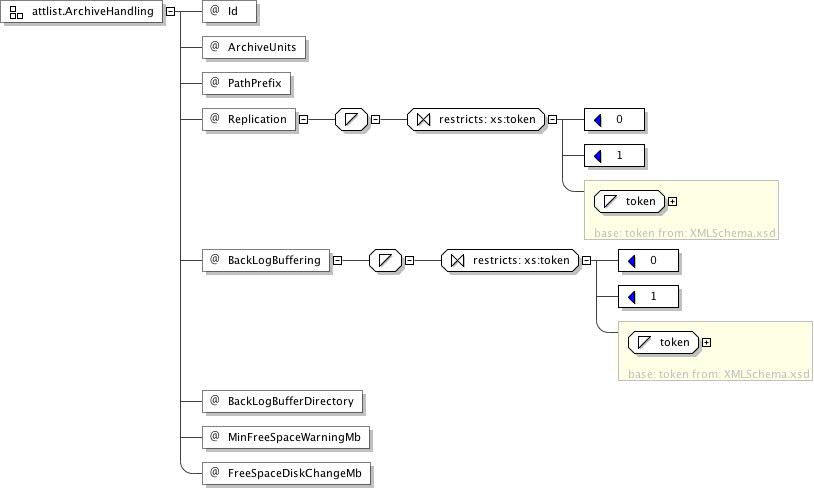 attlist.ArchiveHandling
@ Id
@ ArchiveUnits
@ PathPrefix
@ Replication
restricts: xs:token
0
1
token
base: token from: XMLSchema.xsd
@ BackLogBuffering
restricts: xs:token
0
1
token
base: token from: XMLSchema.xsd
@ BackLogBufferDirectory
@ MinFreeSpaceWarningMb
@ FreeSpaceDiskChangeMb